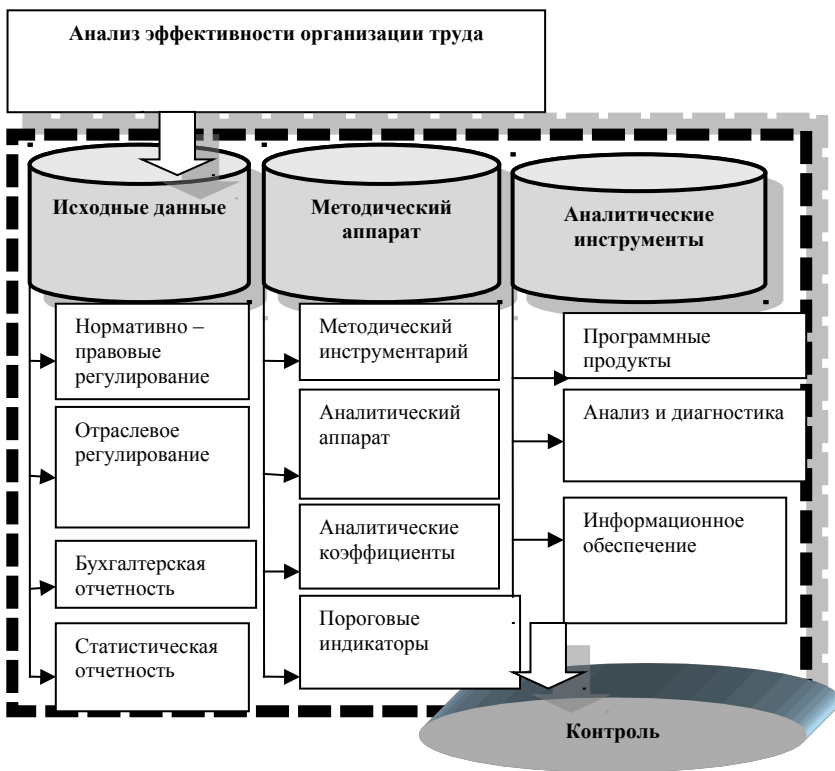 Анализ эффективности организации труда
Исходные данные
Нормативно –
правовые
регулирование
Отраслевое
регулирование
Бухгалтерская
отчетность
Статистическая
отчетность
Методический
аппарат
Методический
инструментарий
Аналитический
аппарат
Аналитические
коэффициенты
Пороговые
индикаторы
Аналитические
инструменты
Программные
продукты
Анализ и диагностика
Информационное
обеспечение
Контроль